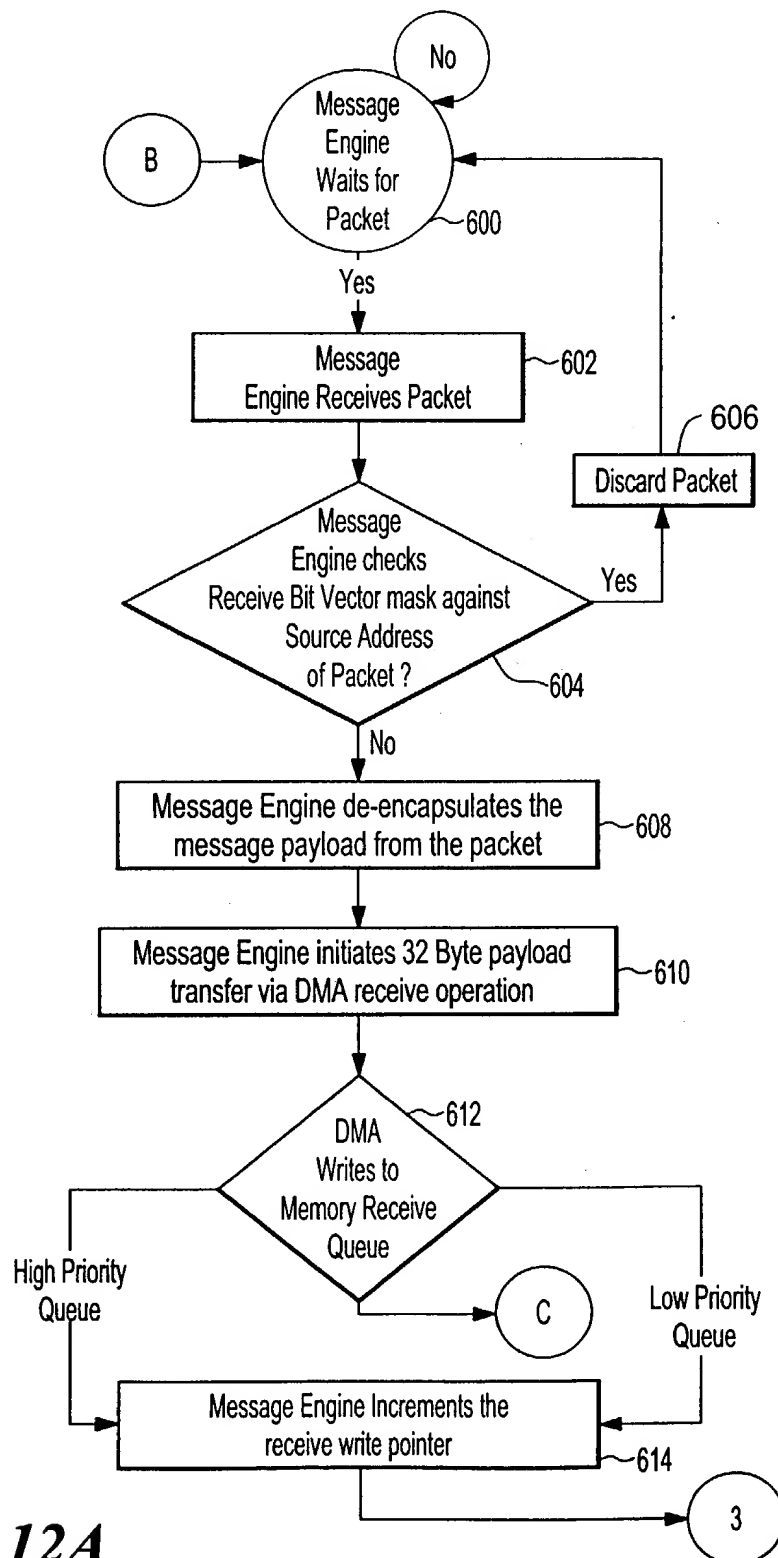 No
Message
Engine
Waits for
Packet
B
600
Yes
Message
Engine Receives Packet
602
606
Discard Packet
Message
Engine checks
Receive Bit Vector mask against
Source Address
of Packet ?
Yes
604
No
Message Engine de-encapsulates the
message payload from the packet
608
Message Engine initiates 32 Byte payload
transfer via DMA receive operation
610
612
DMA
Writes to
Memory Receive
Queue
High Priority
Queue
C
Low Priority
Queue
Message Engine Increments the
receive write pointer
614
3
12A